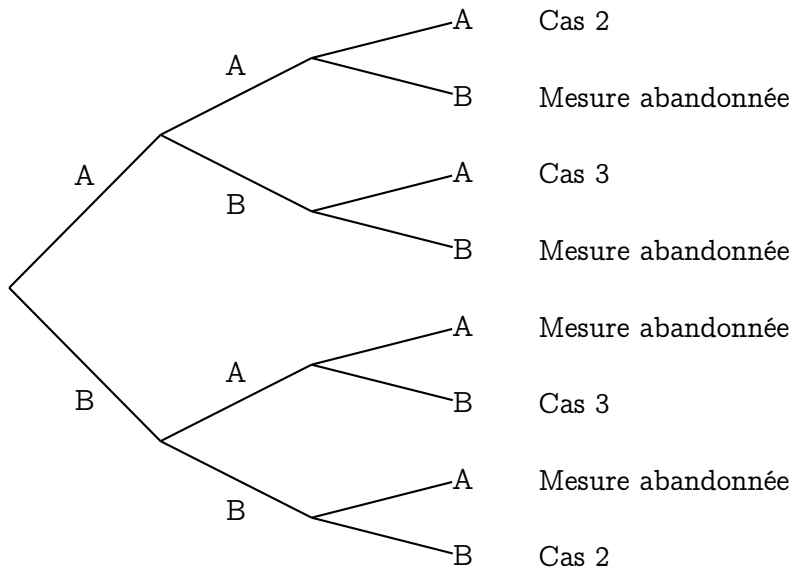 A Cas 2
A
B Mesure abandonnée
A
A Cas 3
B
B Mesure abandonnée
A Mesure abandonnée
A
B
B Cas 3
A Mesure abandonnée
B
B Cas 2